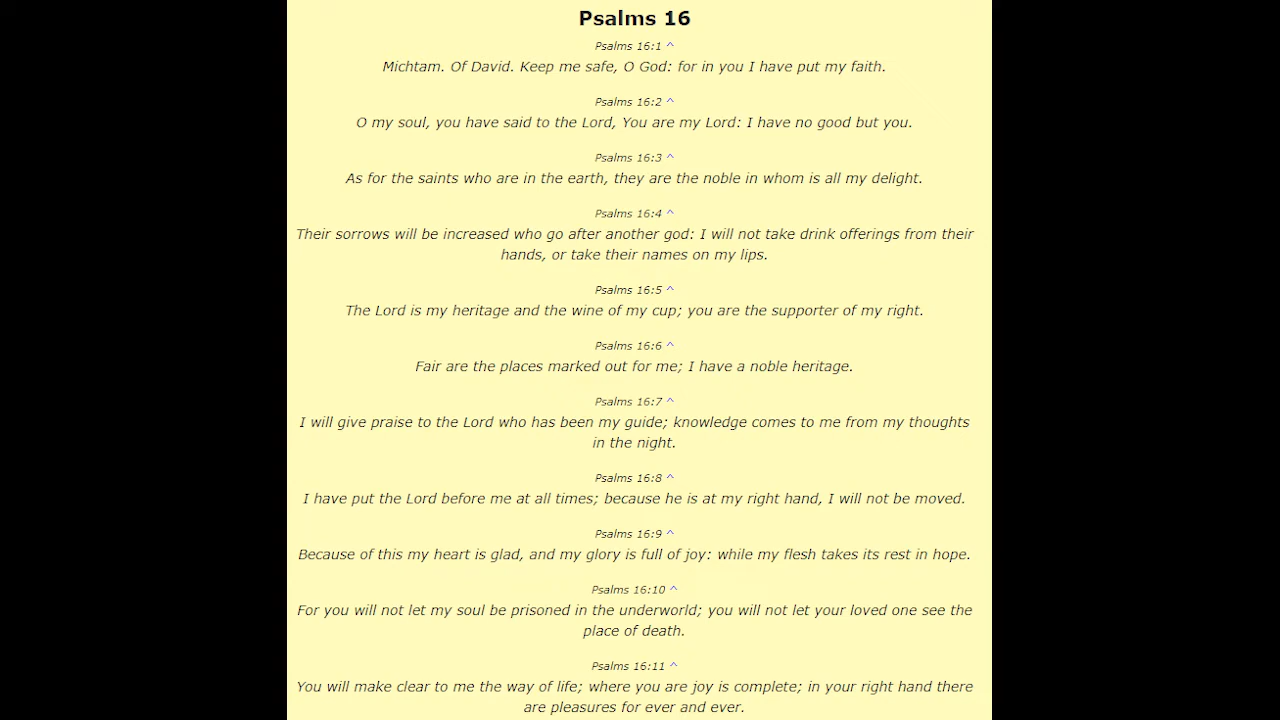 Psalms 16
Psalms 16:1 ^
Michtam. Of David. Keep me safe, O God: for in you I have put my faith.
Psalms 16:2 ^
O my soul, you have said to the Lord, You are my Lord: I have no good but you.
Psalms 16:3 ^
As for the saints who are in the earth, they are the noble in whom is all my delight.
Psalms 16:4 ^
Their sorrows will be increased who go after another god: I will not take drink offerings from their
hands, or take their names on my lips.
Psalms 16:5 ^
The Lord is my heritage and the wine of my cup; you are the supporter of my right.
Psalms 16:6 ^
Fair are the places marked out for me; I have a noble heritage.
Psalms 16:7 ^
I will give praise to the Lord who has been my guide; knowledge comes to me from my thoughts
in the night.
Psalms 16:8 ^
I have put the Lord before me at all times; because he is at my right hand, I will not be moved.
Psalms 16:9 ^
Because of this my heart is glad, and my glory is full of joy: while my flesh takes its rest in hope.
Psalms 16:10 ^
For you will not let my soul be prisoned in the underworld; you will not let your loved one see the
place of death.
Psalms 16:11 ^
You will make clear to me the way of life; where you are joy is complete; in your right hand there
are pleasures for ever and ever.